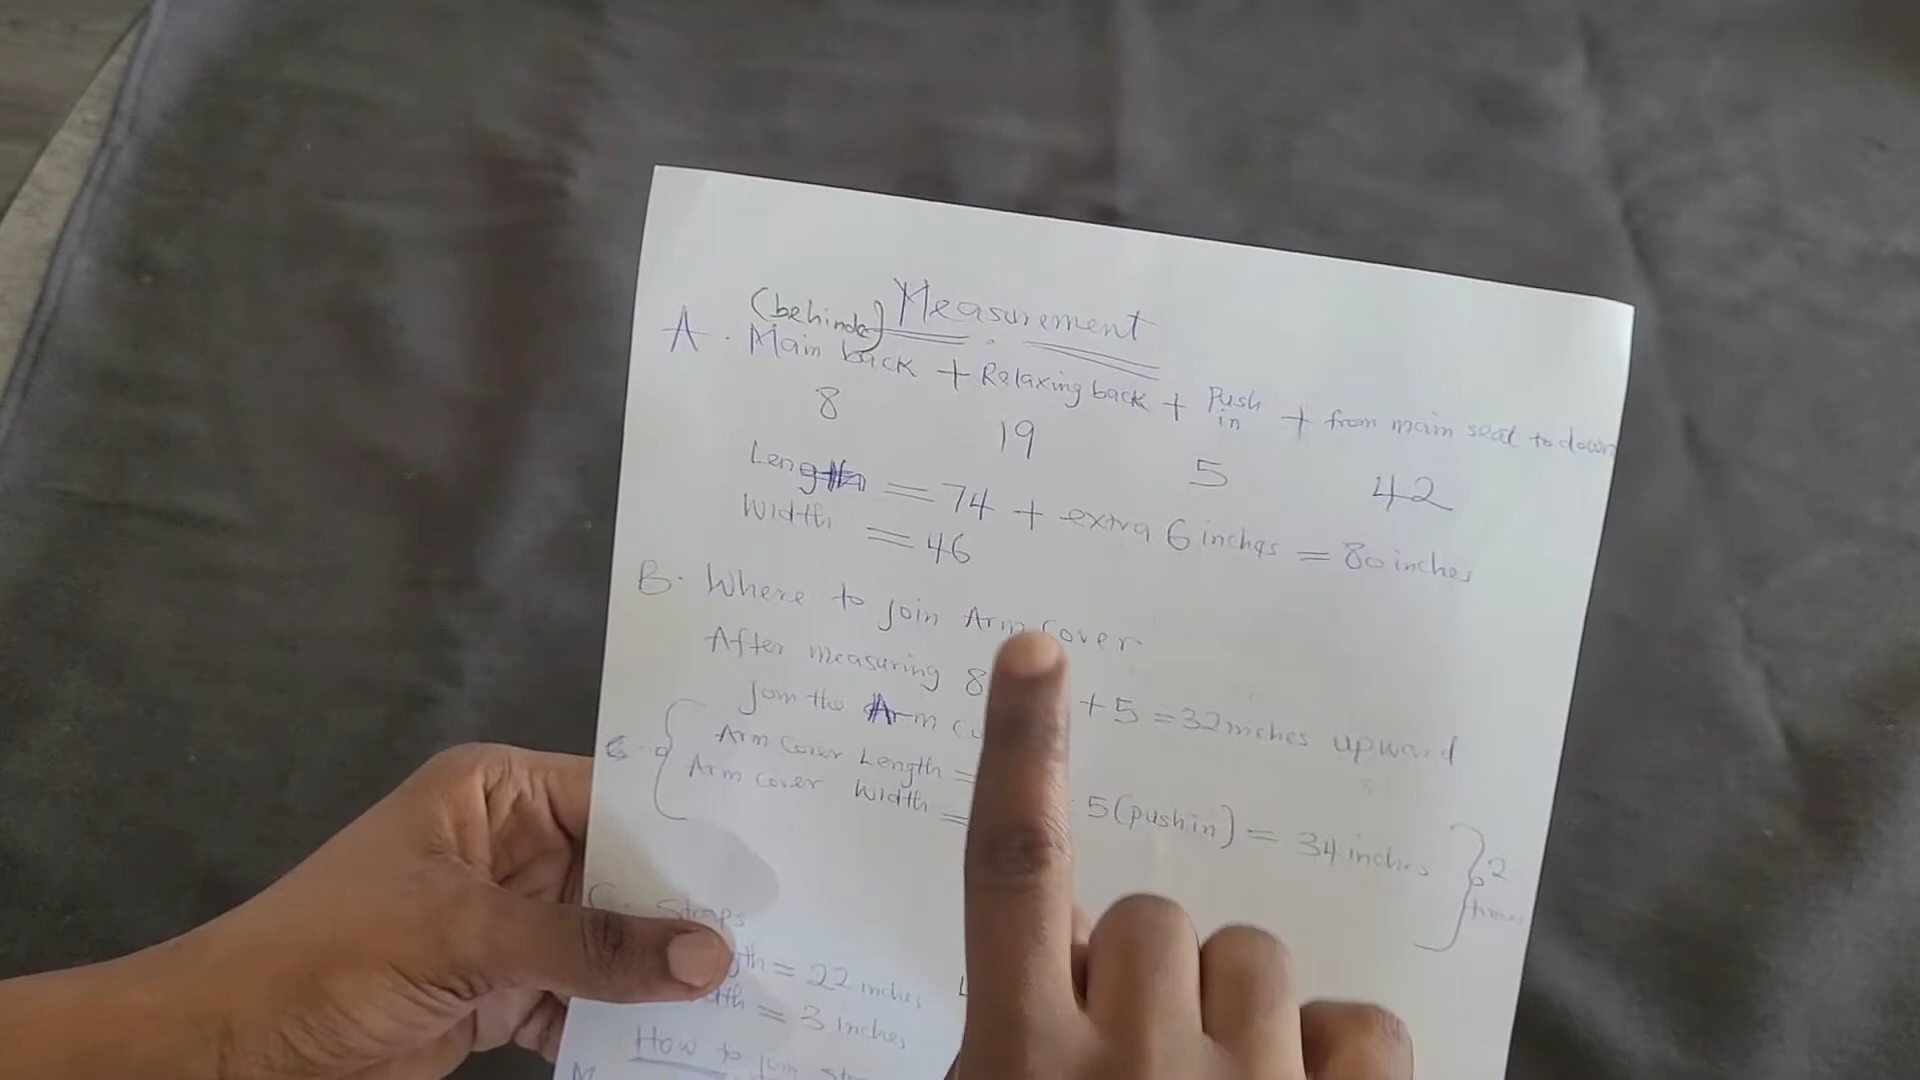 Measurement
(behinde)
A. Main back + Relaxing back + Push in + from main seat to down
8 19 5 42
Length = 74 + extra 6 inches = 80 inches
Width = 46
B. Where to join Arm Cover
After measuring 8 + 5 = 32 inches upward
join the Arm
Arm Cover Length =
Arm Cover Width = 5 (pushin) = 34 inches
2 times
C. Straps
= 22 inches
= 3 inches
How to join